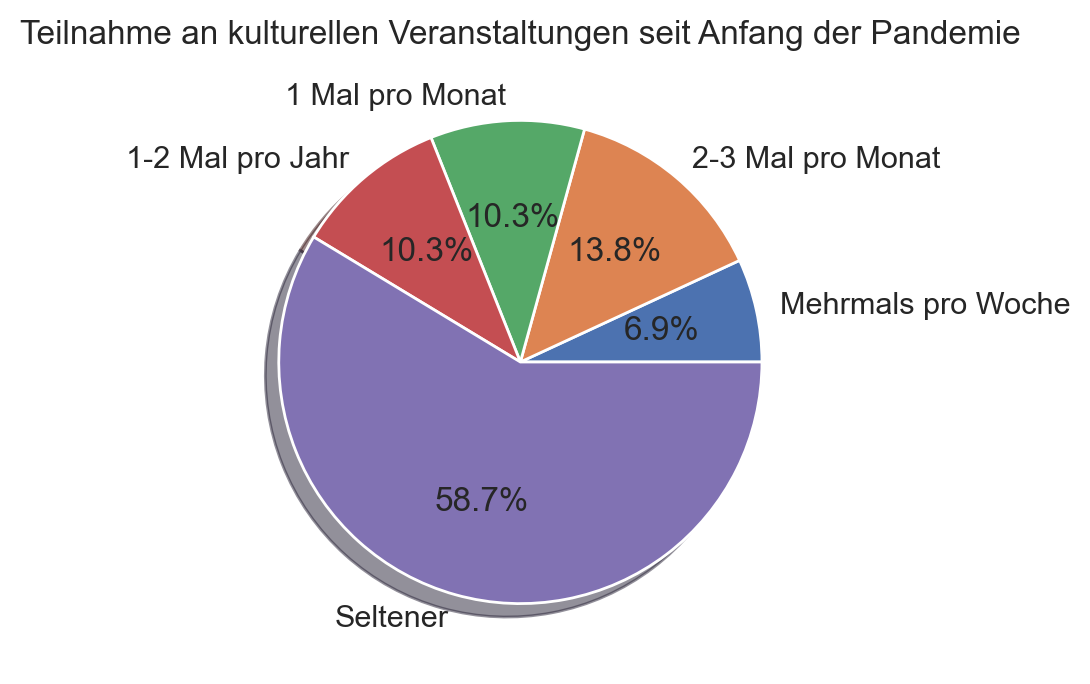 Teilnahme an kulturellen Veranstaltungen seit Anfang der Pandemie
1 Mal pro Monat
1-2 Mal pro Jahr
2-3 Mal pro Monat
10.3%
10.3%
13.8%
Mehrmals pro Woche
6.9%
58.7%
Seltener